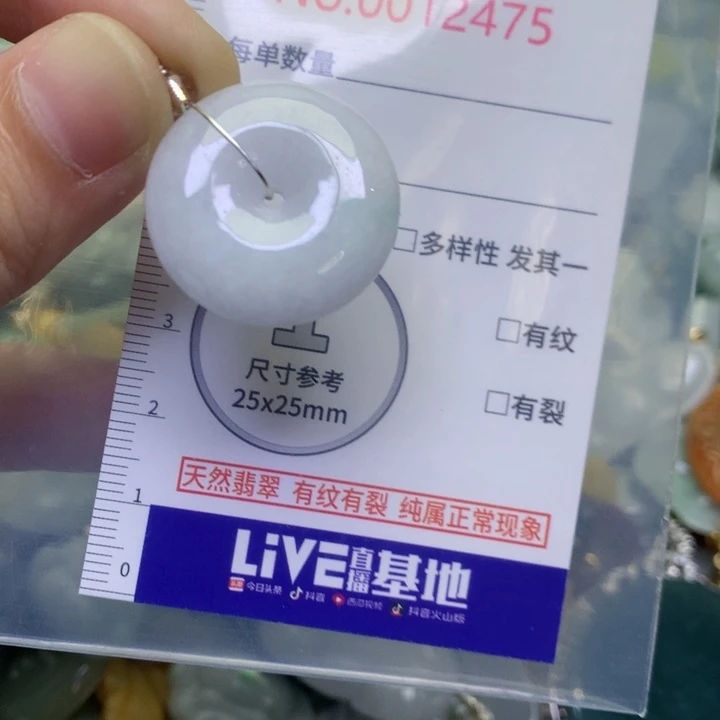 NO.0012475
每单数量
□多样性 发其一
□有纹
□有裂
3
2
1
0
1
尺寸参考
25x25mm
天然翡翠 有纹有裂 纯属正常现象
LiVE直播基地
头条 今日头条 抖音 西瓜视频 抖音火山版